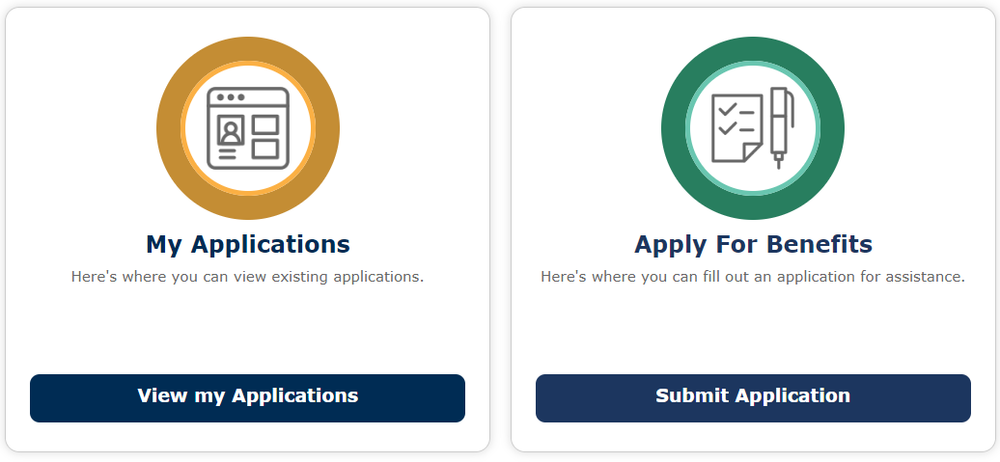 My Applications
Here's where you can view existing applications.
View my Applications
Apply For Benefits
Here's where you can fill out an application for assistance.
Submit Application